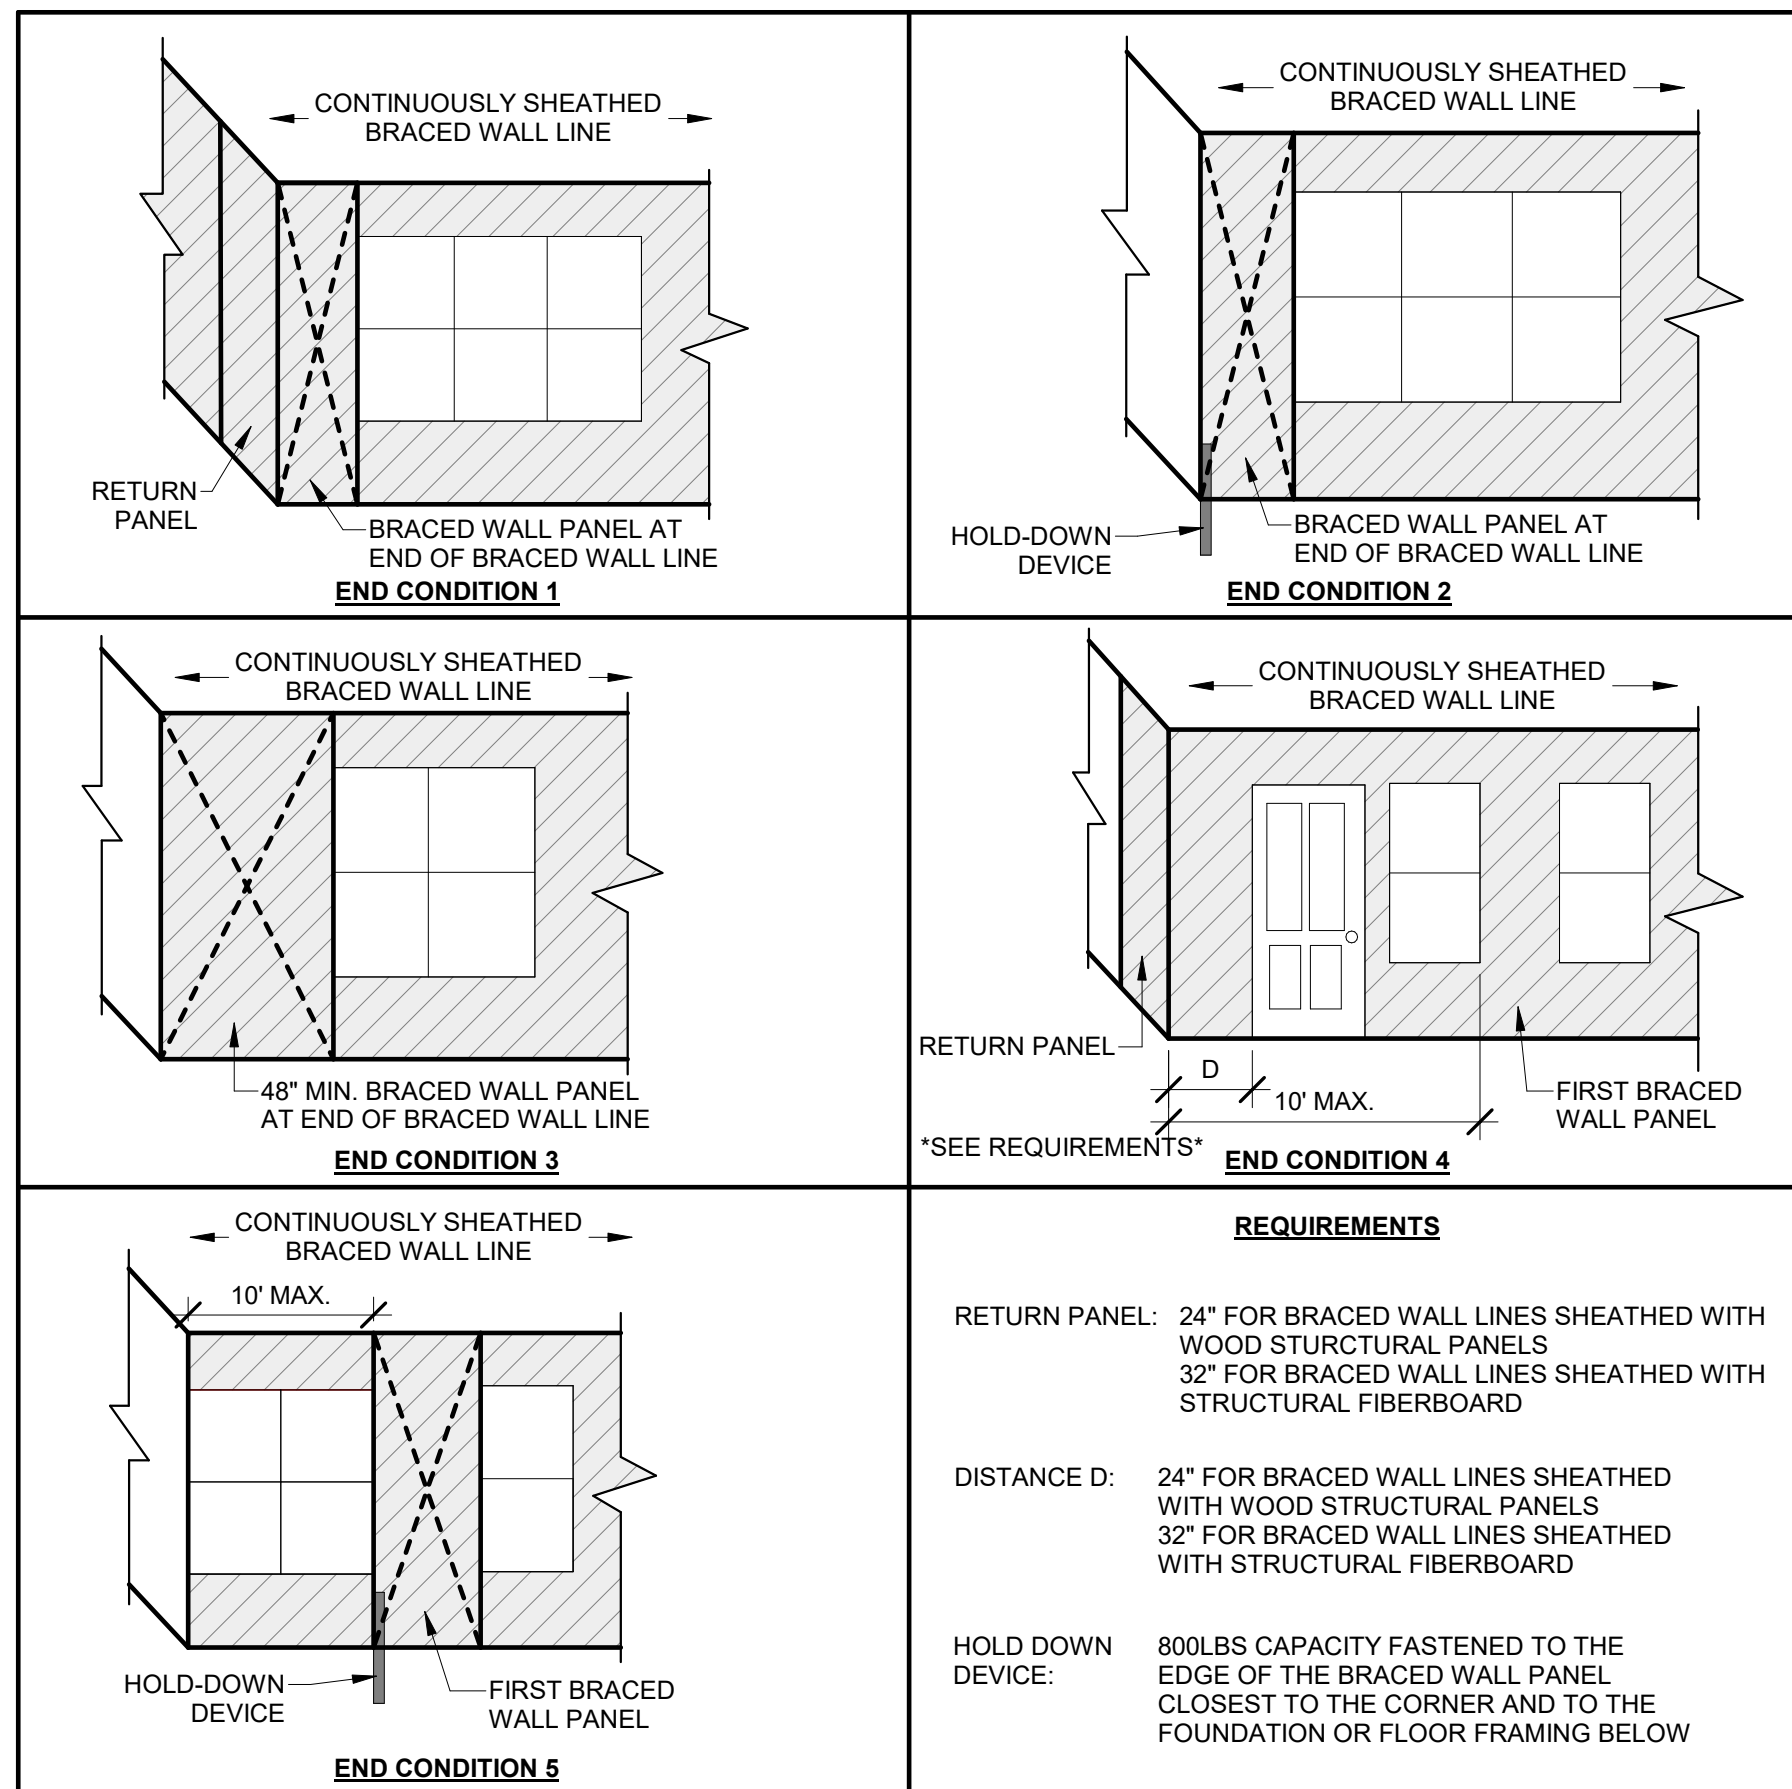 CONTINUOUSLY SHEATHED
BRACED WALL LINE
RETURN
PANEL
BRACED WALL PANEL AT
END OF BRACED WALL LINE
END CONDITION 1
CONTINUOUSLY SHEATHED
BRACED WALL LINE
HOLD-DOWN
DEVICE
BRACED WALL PANEL AT
END OF BRACED WALL LINE
END CONDITION 2
CONTINUOUSLY SHEATHED
BRACED WALL LINE
48" MIN. BRACED WALL PANEL
AT END OF BRACED WALL LINE
END CONDITION 3
CONTINUOUSLY SHEATHED
BRACED WALL LINE
RETURN PANEL
D
10' MAX.
FIRST BRACED
WALL PANEL
*SEE REQUIREMENTS*
END CONDITION 4
CONTINUOUSLY SHEATHED
BRACED WALL LINE
10' MAX.
HOLD-DOWN
DEVICE
FIRST BRACED
WALL PANEL
END CONDITION 5
REQUIREMENTS
RETURN PANEL: 24" FOR BRACED WALL LINES SHEATHED WITH
WOOD STURCTURAL PANELS
32" FOR BRACED WALL LINES SHEATHED WITH
STRUCTURAL FIBERBOARD
DISTANCE D: 24" FOR BRACED WALL LINES SHEATHED
WITH WOOD STRUCTURAL PANELS
32" FOR BRACED WALL LINES SHEATHED
WITH STRUCTURAL FIBERBOARD
HOLD DOWN 800LBS CAPACITY FASTENED TO THE
DEVICE: EDGE OF THE BRACED WALL PANEL
CLOSEST TO THE CORNER AND TO THE
FOUNDATION OR FLOOR FRAMING BELOW